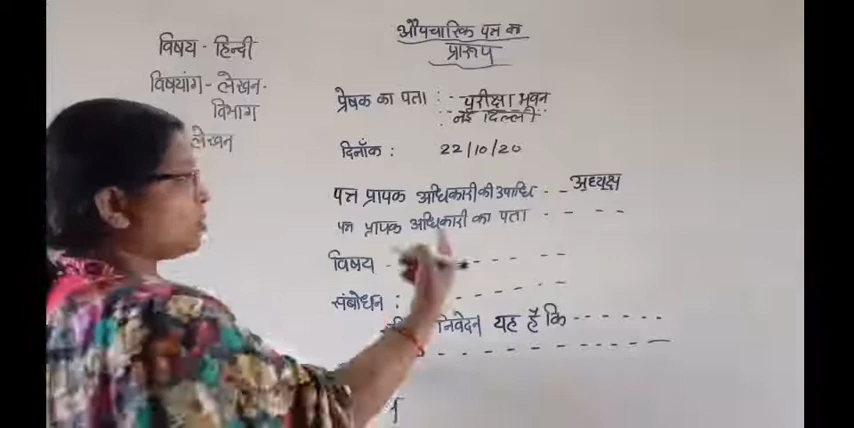 विषय - हिन्दी
विषयांग - लेखन -
विभाग
लेखन
औपचारिक पत्र का
प्रारूप
प्रेषक का पता : -- परीक्षा भवन
नई दिल्ली
दिनाँक : 22/10/20
पत्र प्रापक अधिकारी की उपाधि - - अध्यक्ष
पत्र प्रापक अधिकारी का पता - - - -
विषय - - - - - -
संबोधन : - - - - -
निवेदन यह है कि - - - - - -
- - - - - - - - -